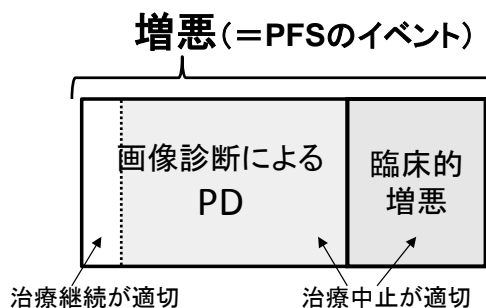 増悪(=PFSのイベント)
画像診断による
PD
臨床的
増悪
治療継続が適切
治療中止が適切